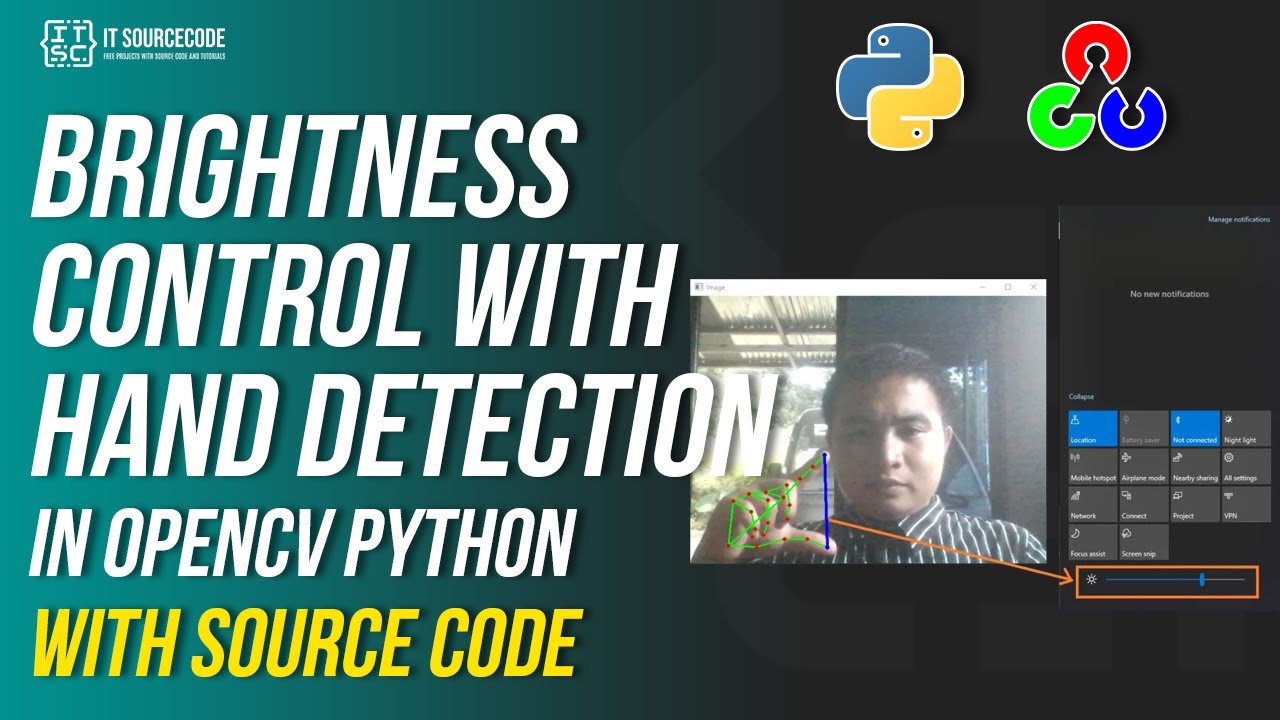 IT
SC
IT SOURCECODE
FREE PROJECTS WITH SOURCE CODE AND TUTORIALS
BRIGHTNESS
CONTROL WITH
HAND DETECTION
IN OPENCV PYTHON
WITH SOURCE CODE
Image
Manage notifications
No new notifications
Collapse
Location
Battery saver
Not connected
Night light
Mobile hotspot
Airplane mode
Nearby sharing
All settings
Network
Connect
Project
VPN
Focus assist
Screen snip